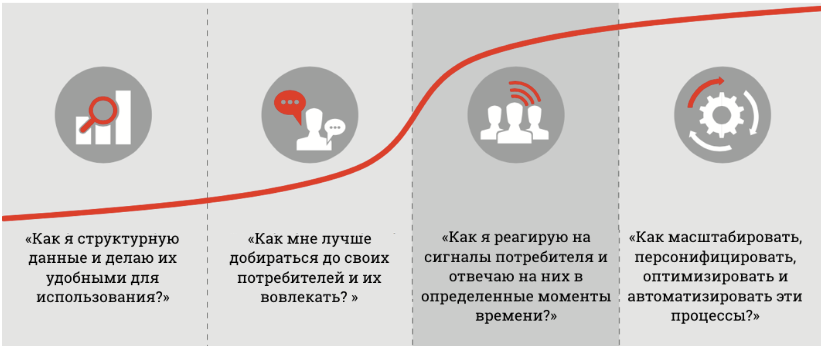 «Как я структурную
данные и делаю их
удобными для
использования?»
«Как мне лучше
добираться до своих
потребителей и их
вовлекать? »
«Как я реагирую на
сигналы потребителя и
отвечаю на них в
определенные моменты
времени?»
«Как масштабировать,
персонифицировать,
оптимизировать и
автоматизировать эти
процессы?»